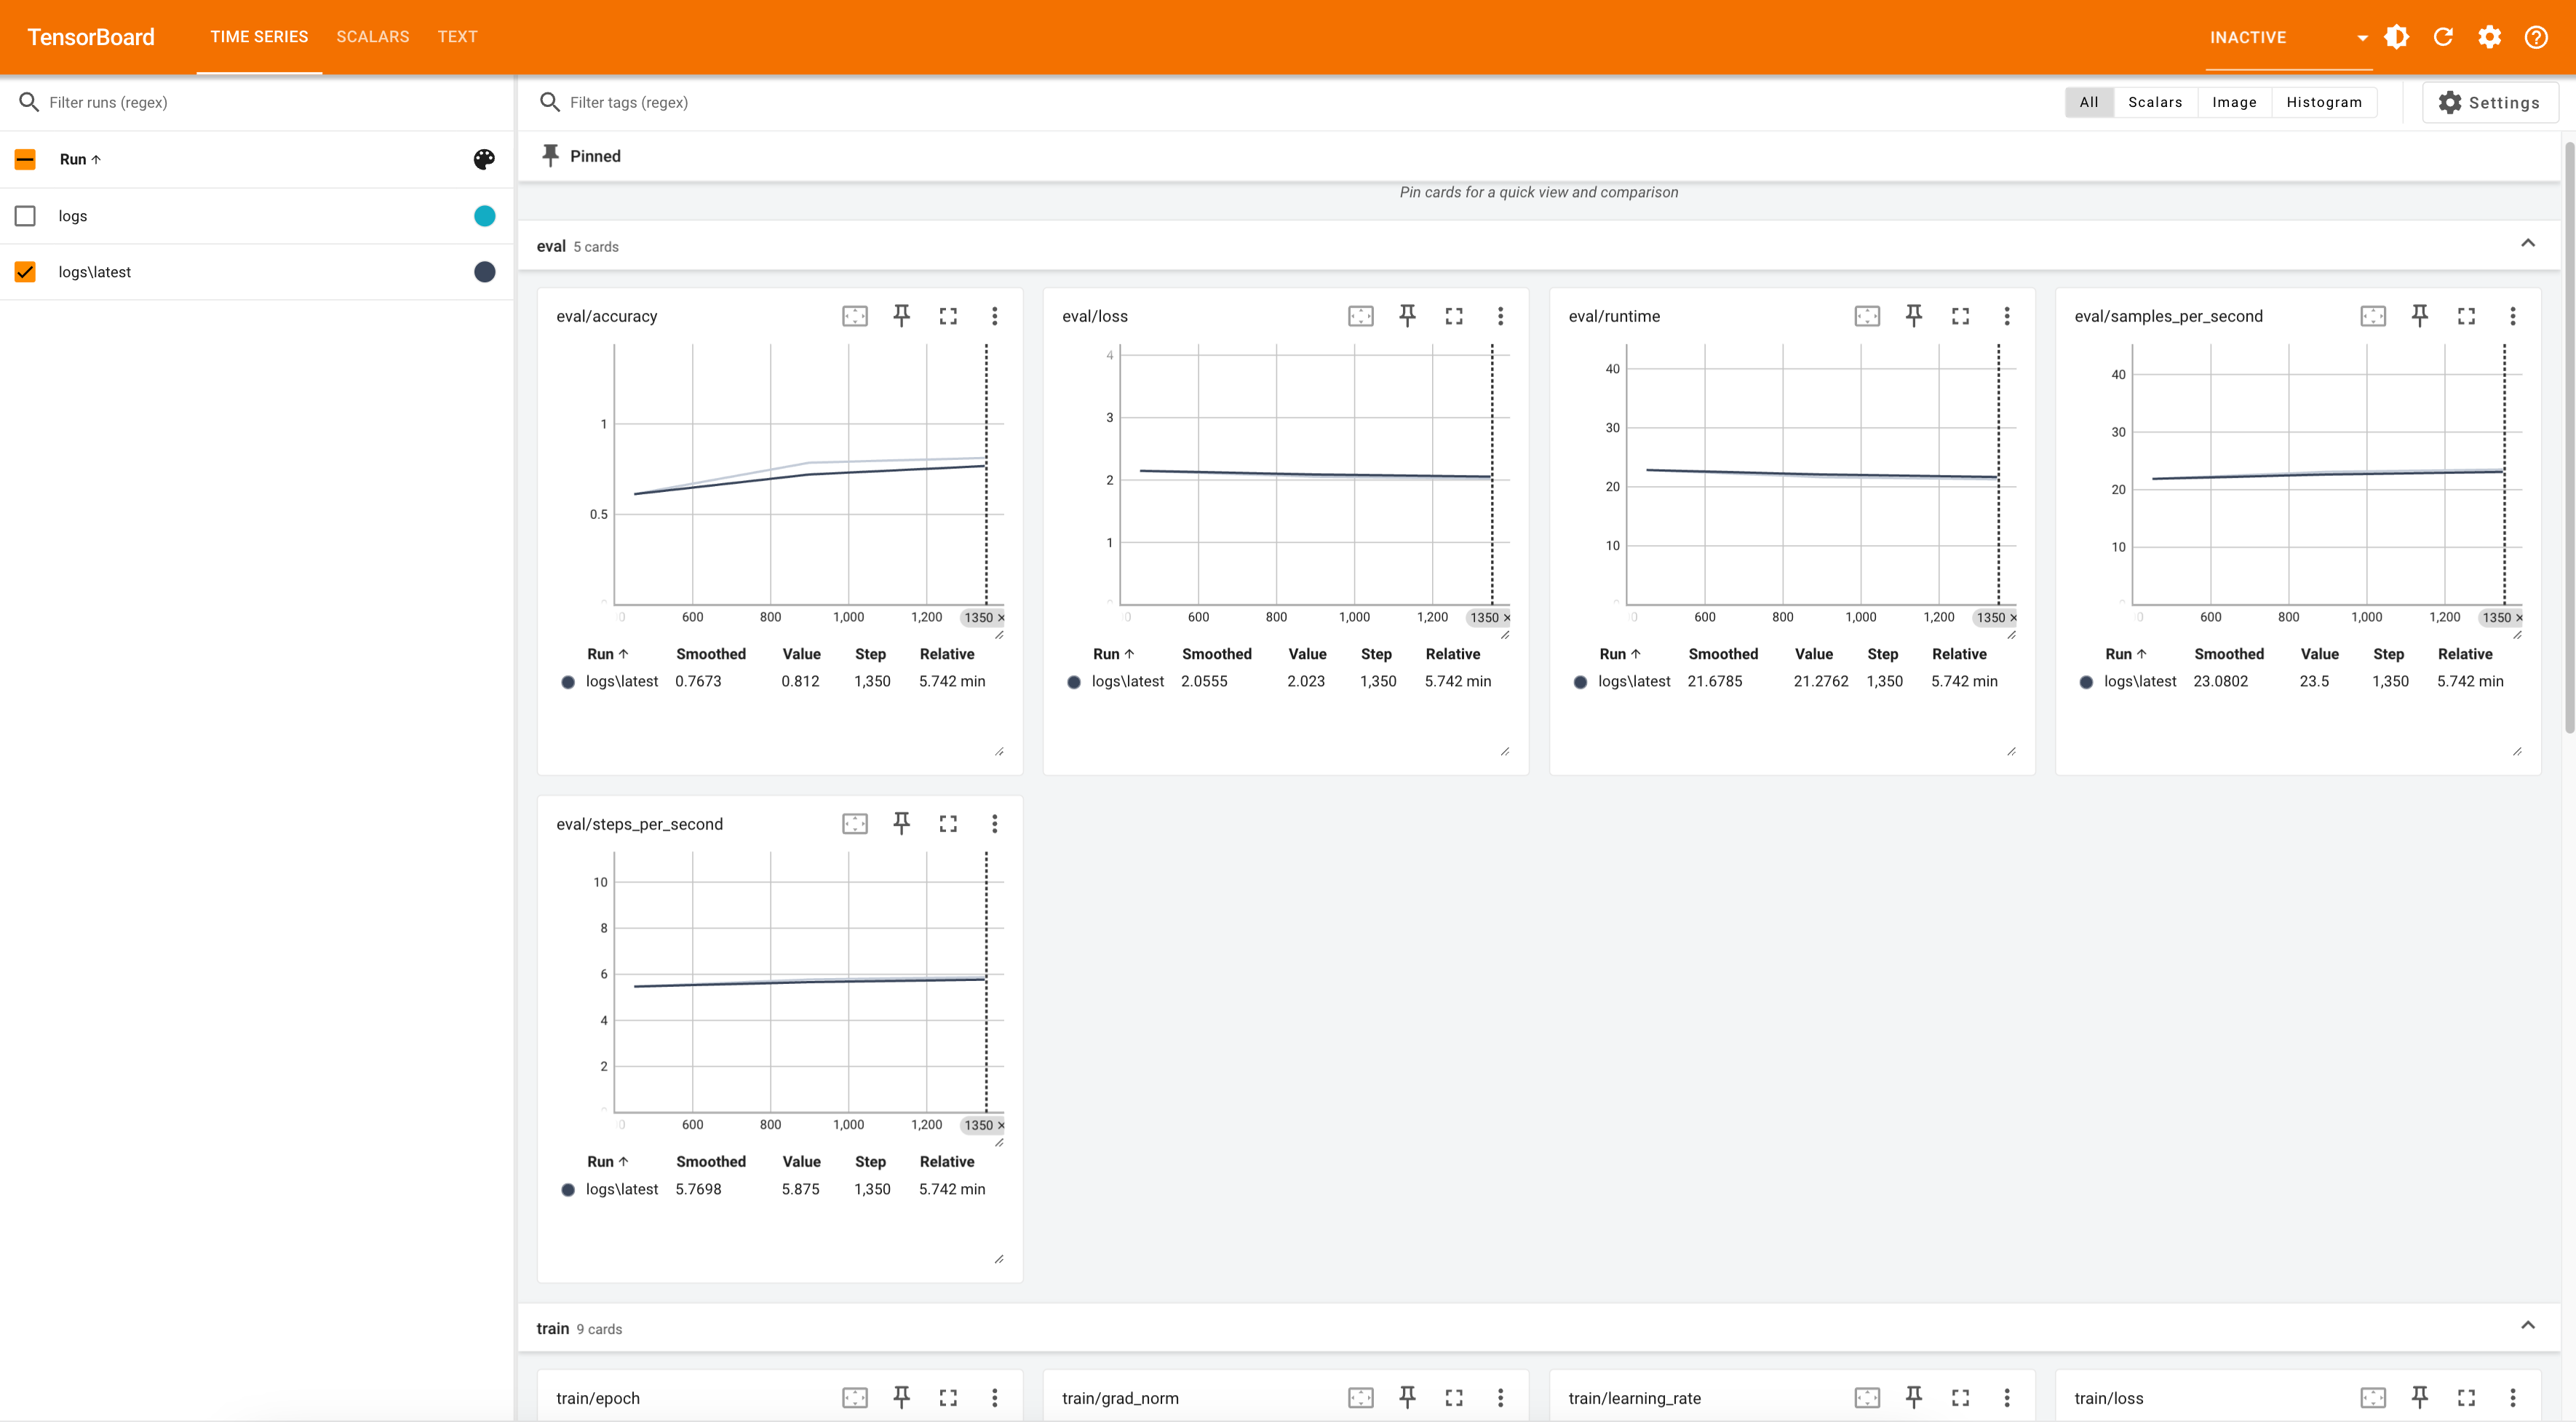 TensorBoard TIME SERIES SCALARS TEXT INACTIVE
Filter runs (regex)
Run ↑
logs
logs\latest
Filter tags (regex) All Scalars Image Histogram Settings
Pinned
Pin cards for a quick view and comparison
eval 5 cards
eval/accuracy
1
0.5
600 800 1,000 1,200 1350 ×
Run ↑ Smoothed Value Step Relative
logs\latest 0.7673 0.812 1,350 5.742 min
eval/loss
4
3
2
1
600 800 1,000 1,200 1350 ×
Run ↑ Smoothed Value Step Relative
logs\latest 2.0555 2.023 1,350 5.742 min
eval/runtime
40
30
20
10
0 600 800 1,000 1,200 1350 ×
Run ↑ Smoothed Value Step Relative
logs\latest 21.6785 21.2762 1,350 5.742 min
eval/samples_per_second
40
30
20
10
0 600 800 1,000 1,200 1350 ×
Run ↑ Smoothed Value Step Relative
logs\latest 23.0802 23.5 1,350 5.742 min
eval/steps_per_second
10
8
6
4
2
0 600 800 1,000 1,200 1350 ×
Run ↑ Smoothed Value Step Relative
logs\latest 5.7698 5.875 1,350 5.742 min
train 9 cards
train/epoch
train/grad_norm
train/learning_rate
train/loss